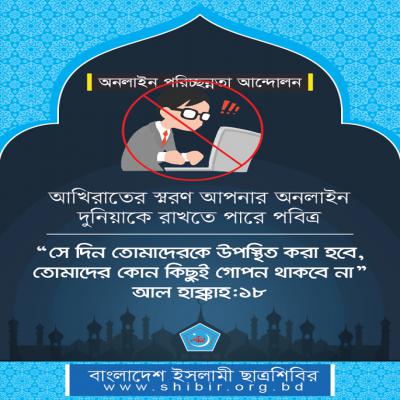 অনলাইন পরিচ্ছন্নতা আন্দোলন
আখিরাতের স্মরণ আপনার অনলাইন
দুনিয়াকে রাখতে পারে পবিত্র
“সে দিন তোমাদেরকে উপস্থিত করা হবে,
তোমাদের কোন কিছুই গোপন থাকবে না”
আল হাক্কাহ:১৮
বাংলাদেশ ইসলামী ছাত্রশিবির
www.shibir.org.bd